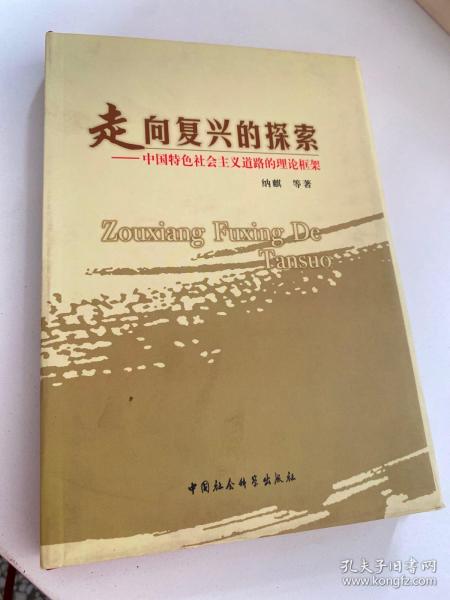 走向复兴的探索
——中国特色社会主义道路的理论框架
纳麒 等著
Zouxiang Fuxing De
Tansuo
中国社会科学出版社
孔夫子旧书网
www.kongfz.com